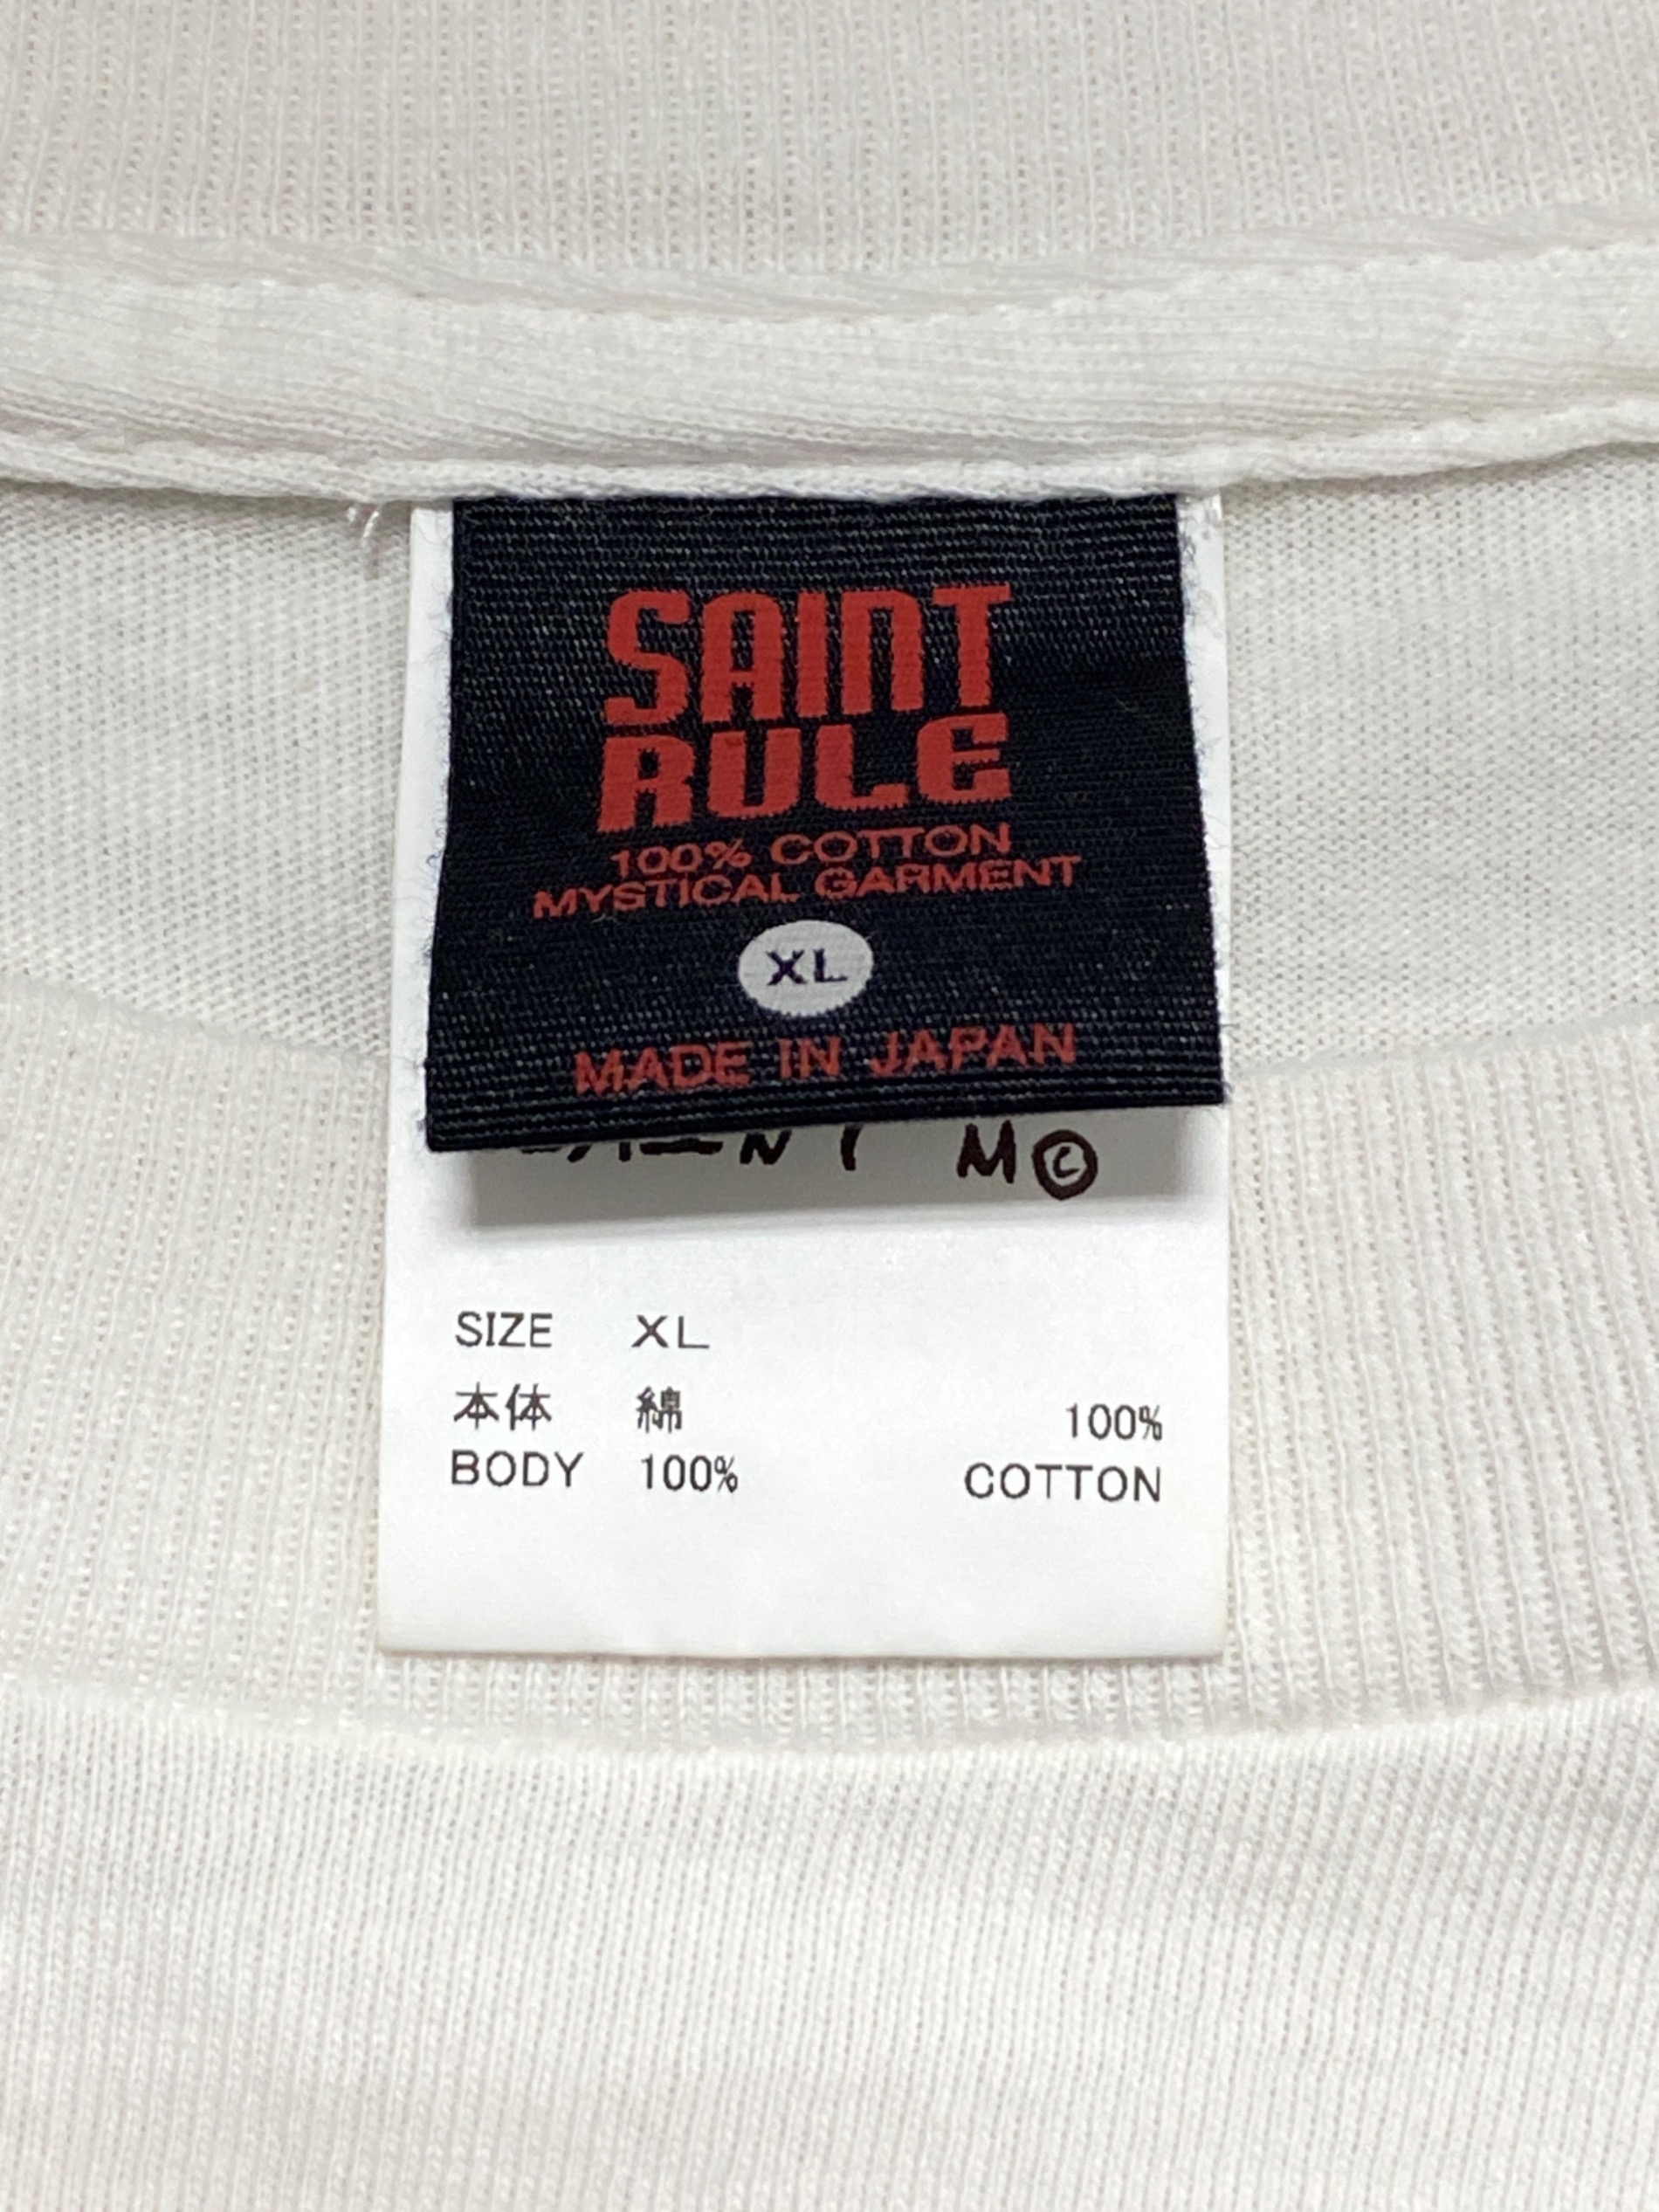 SAINT
RULE
100% COTTON
MYSTICAL GARMENT
XL
MADE IN JAPAN
M©
SIZE XL
本体 綿 100%
BODY 100% COTTON